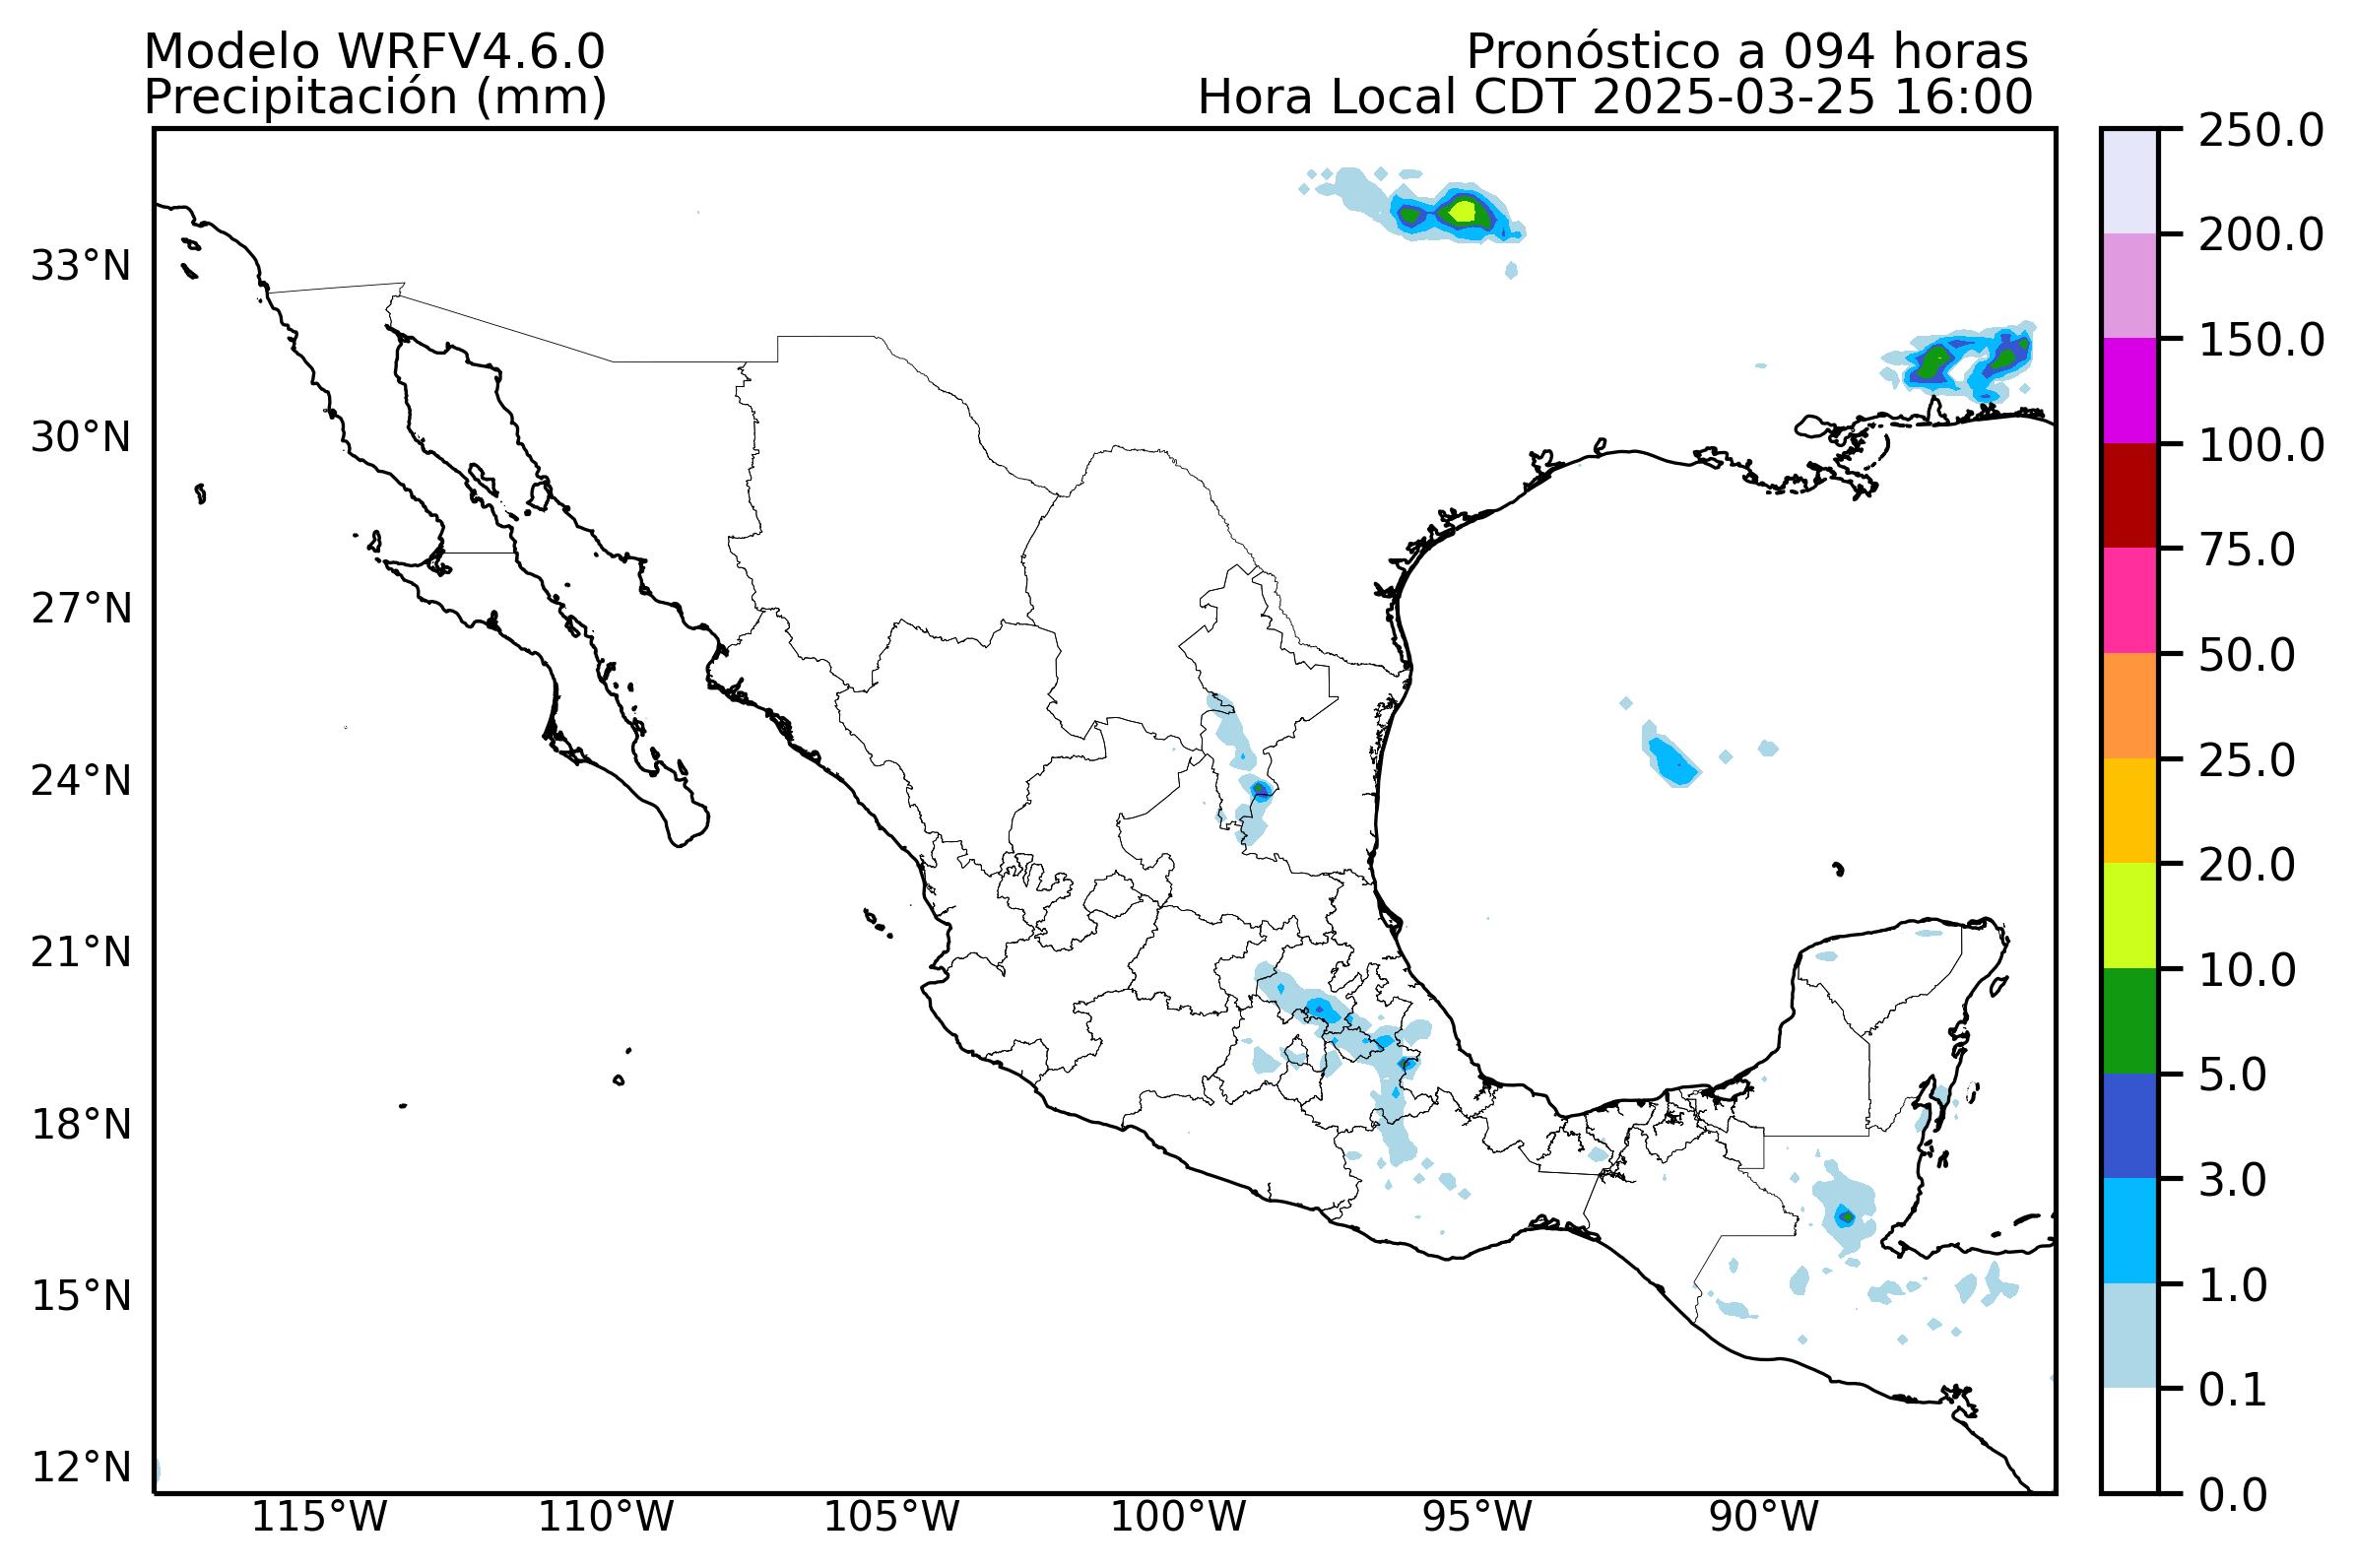 Modelo WRFV4.6.0
Precipitación (mm)
Pronóstico a 094 horas
Hora Local CDT 2025-03-25 16:00
33°N
30°N
27°N
24°N
21°N
18°N
15°N
12°N
115°W
110°W
105°W
100°W
95°W
90°W
250.0
200.0
150.0
100.0
75.0
50.0
25.0
20.0
10.0
5.0
3.0
1.0
0.1
0.0